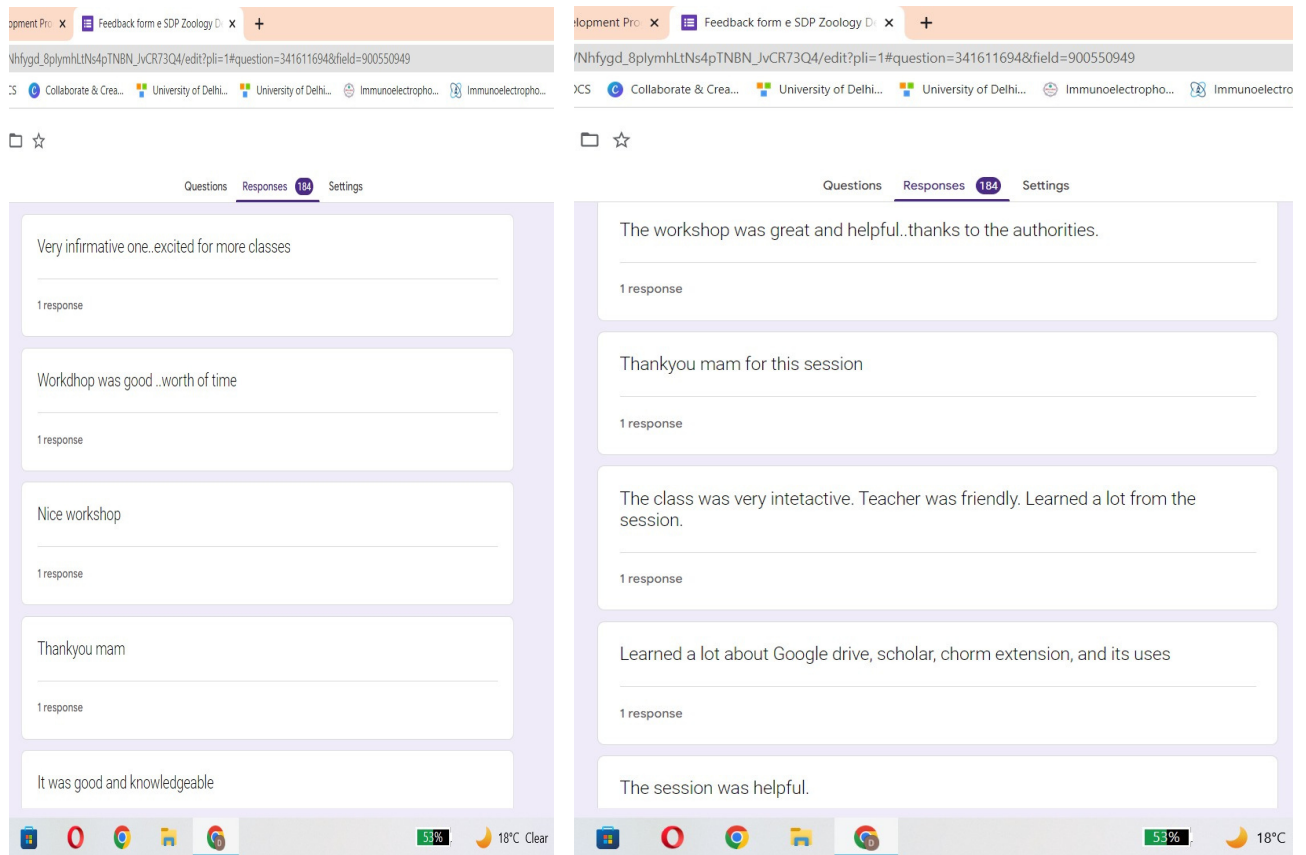 opment Pro
Feedback form e SDP Zoology D
Nhfygd_8plymhLtNs4pTNBN_JvCR73Q4/edit?pli=1#question=341611694&field=900550949
CS Collaborate & Crea... University of Delhi... University of Delhi... Immunoelectropho... Immunoelectropho...
Questions Responses 184 Settings
Very infirmative one..excited for more classes
1 response
Workdhop was good ..worth of time
1 response
Nice workshop
1 response
Thankyou mam
1 response
It was good and knowledgeable
53% 18°C Clear
elopment Pro
Feedback form e SDP Zoology D
/Nhfygd_8plymhLtNs4pTNBN_JvCR73Q4/edit?pli=1#question=341611694&field=900550949
OCS Collaborate & Crea... University of Delhi... University of Delhi... Immunoelectropho... Immunoelectro
Questions Responses 184 Settings
The workshop was great and helpful..thanks to the authorities.
1 response
Thankyou mam for this session
1 response
The class was very intetactive. Teacher was friendly. Learned a lot from the
session.
1 response
Learned a lot about Google drive, scholar, chorm extension, and its uses
1 response
The session was helpful.
53% 18°C